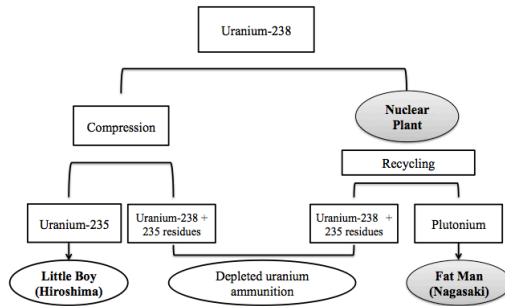 Uranium-238
Nuclear
Plant
Compression
Recycling
Uranium-235
Uranium-238 +
235 residues
Uranium-238 +
235 residues
Plutonium
Little Boy
(Hiroshima)
Depleted uranium
ammunition
Fat Man
(Nagasaki)